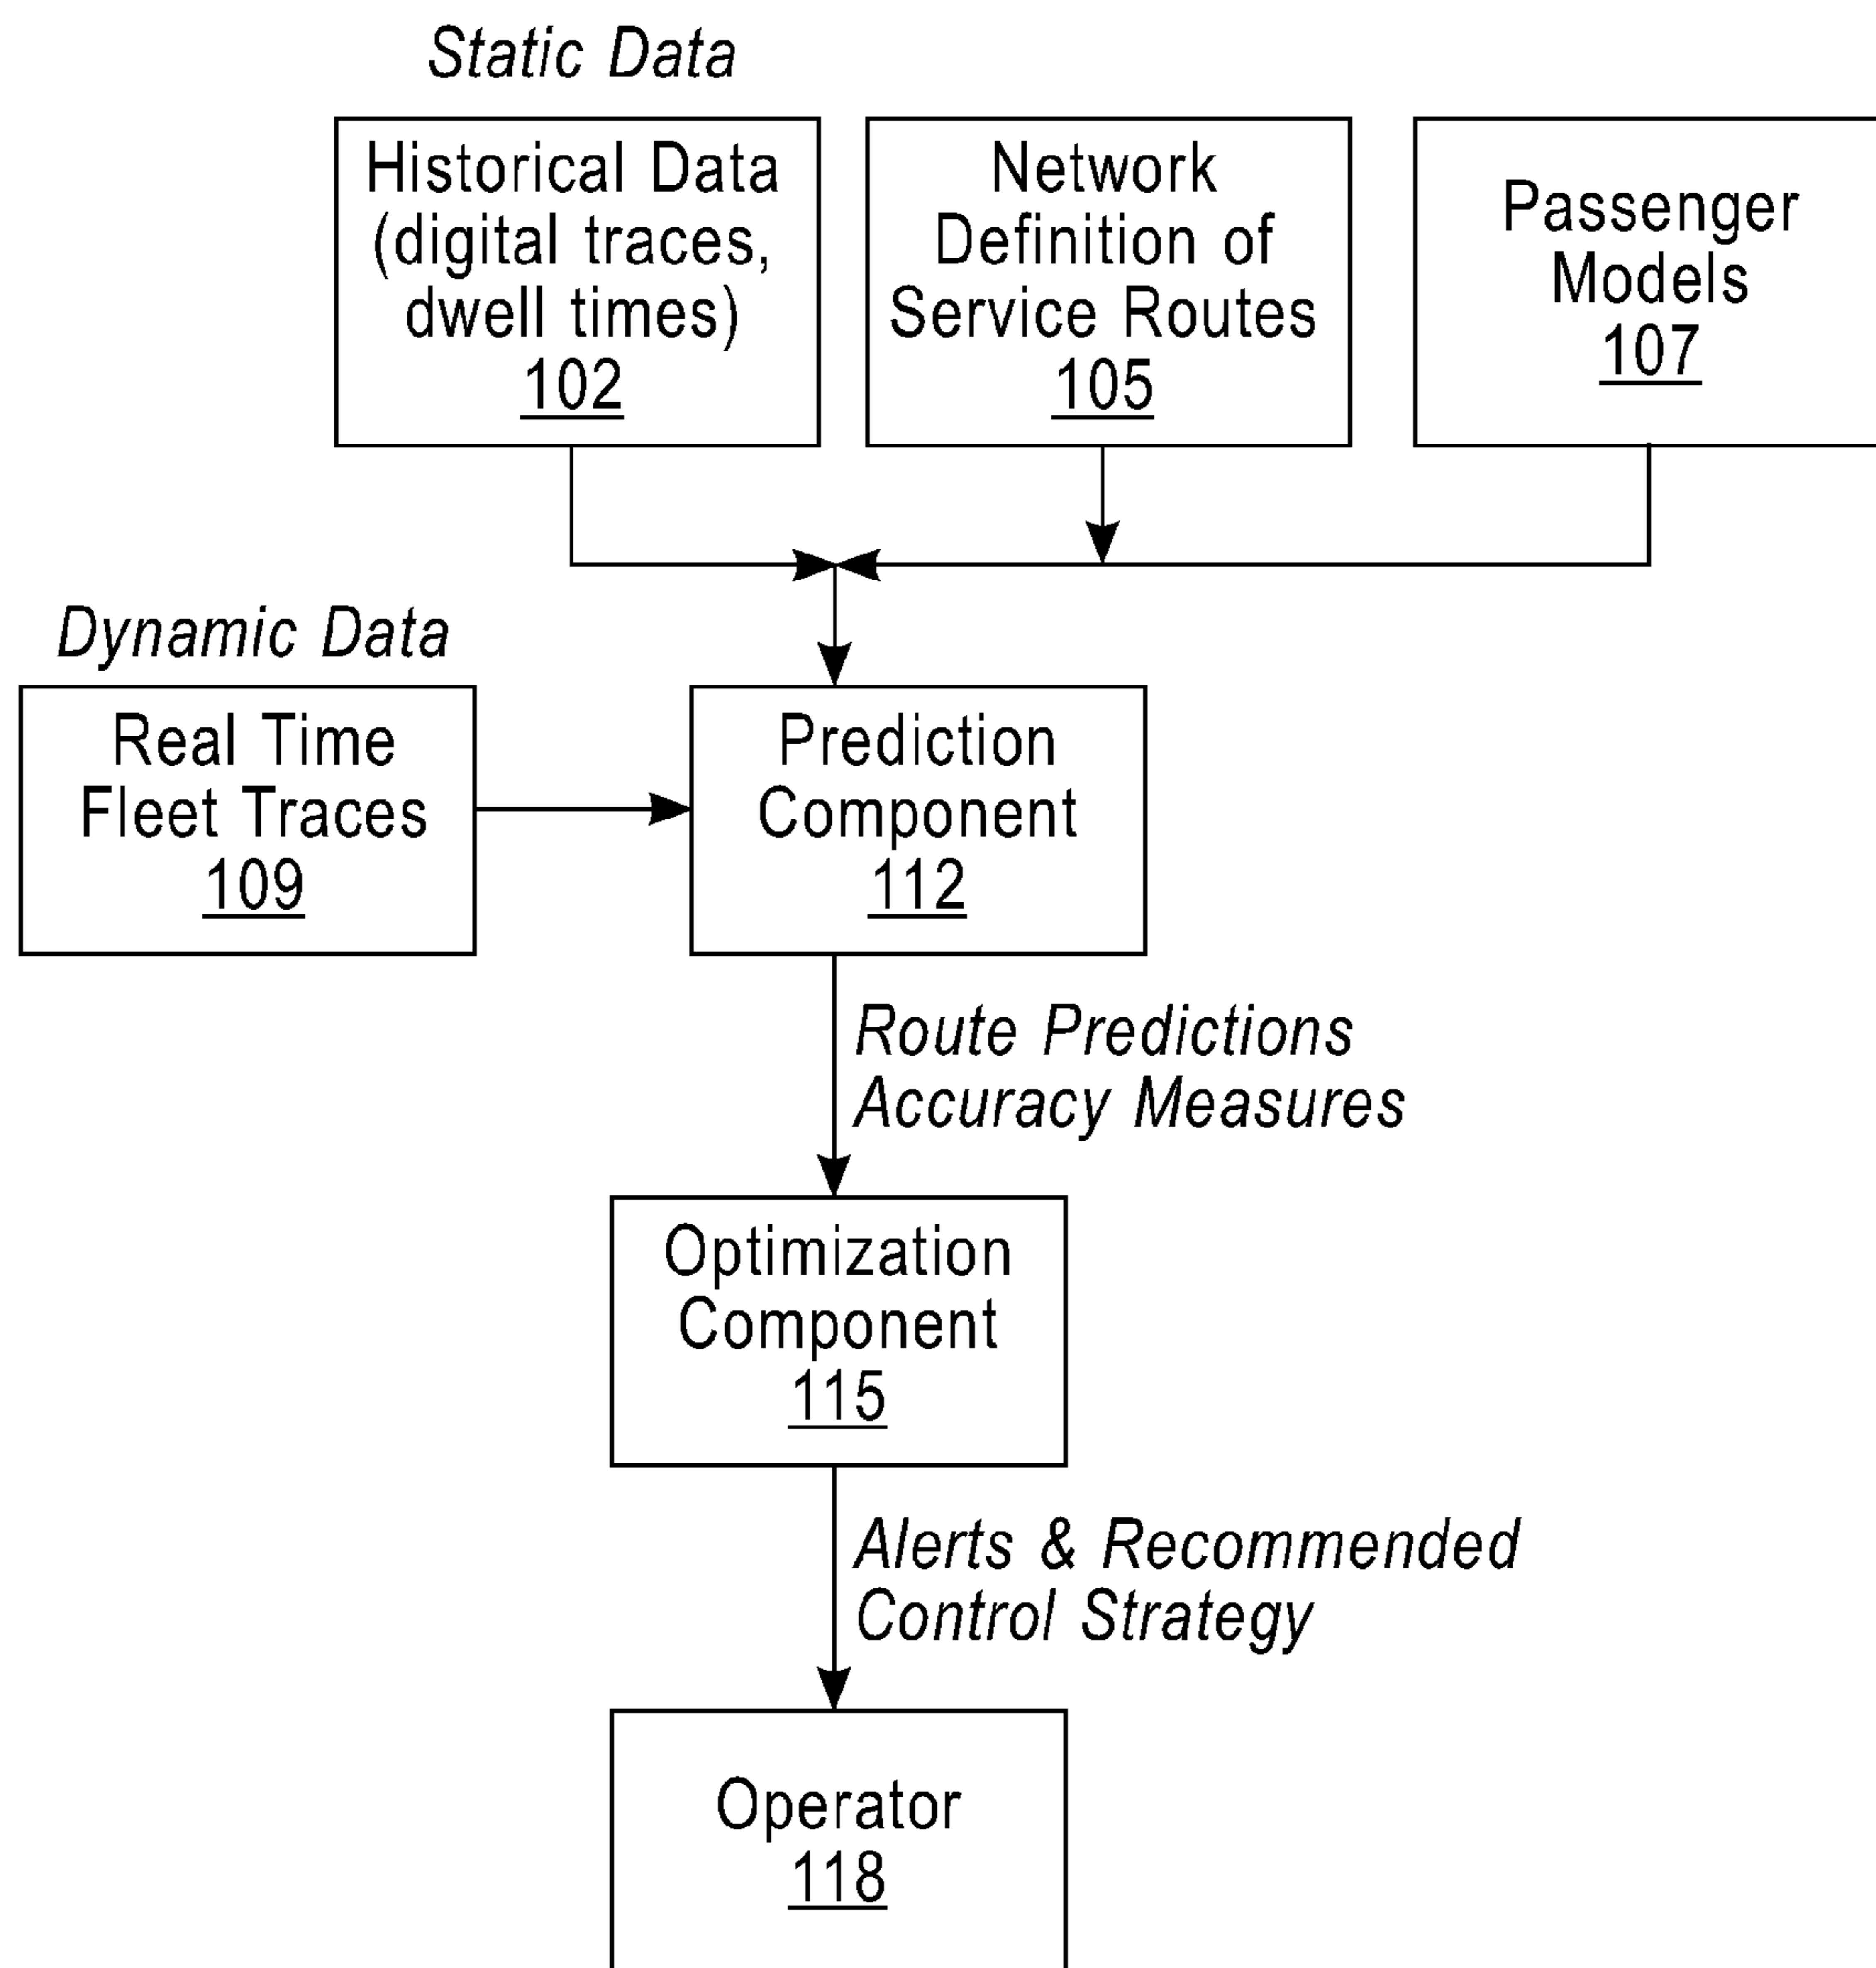 Static Data
Historical Data
(digital traces,
dwell times)
102
Network
Definition of
Service Routes
105
Passenger
Models
107
Dynamic Data
Real Time
Fleet Traces
109
Prediction
Component
112
Route Predictions
Accuracy Measures
Optimization
Component
115
Alerts & Recommended
Control Strategy
Operator
118